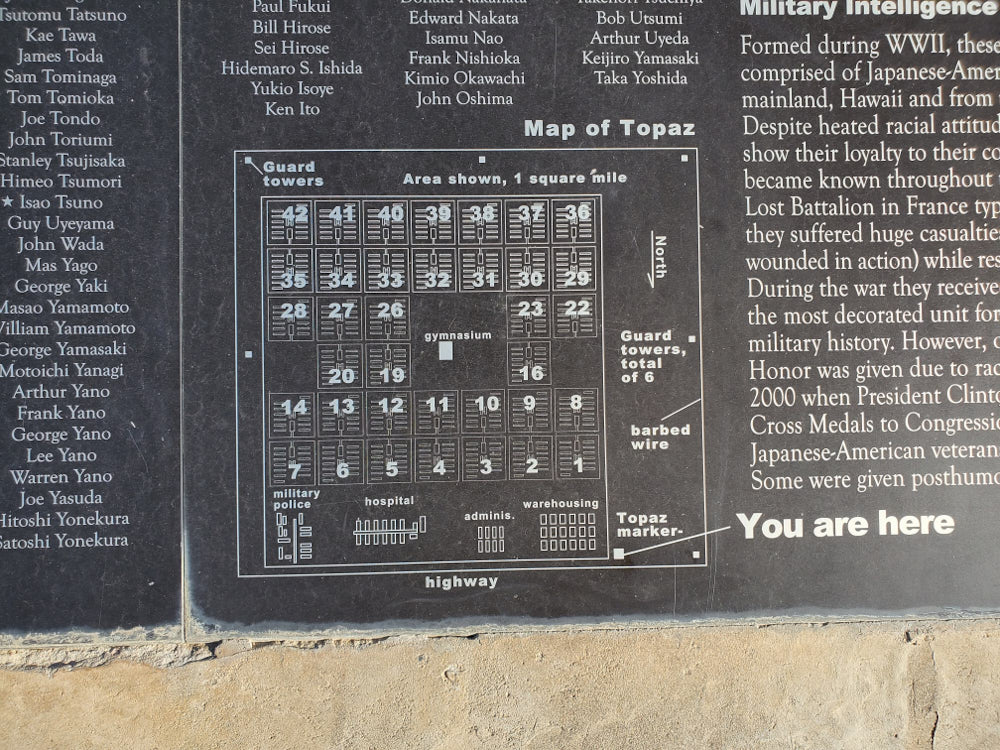 Tsutomu Tatsuno
Kae Tawa
James Toda
Sam Tominaga
Tom Tomioka
Joe Tondo
John Toriumi
Stanley Tsujisaka
Himeo Tsumori
★ Isao Tsuno
Guy Uyeyama
John Wada
Mas Yago
George Yaki
Masao Yamamoto
William Yamamoto
George Yamasaki
Motoichi Yanagi
Arthur Yano
Frank Yano
George Yano
Lee Yano
Warren Yano
Joe Yasuda
Hitoshi Yonekura
Satoshi Yonekura
Paul Fukui
Bill Hirose
Sei Hirose
Hidemaro S. Ishida
Yukio Isoye
Ken Ito
Edward Nakata
Isamu Nao
Frank Nishioka
Kimio Okawachi
John Oshima
Bob Utsumi
Arthur Uyeda
Keijiro Yamasaki
Taka Yoshida
Map of Topaz
Guard
towers
Area shown, 1 square mile
42 41 40 39 38 37 36
35 34 33 32 31 30 29
28 27 26 23 22
gymnasium
20 19 16
14 13 12 11 10 9 8
7 6 5 4 3 2 1
North
Guard
towers,
total
of 6
barbed
wire
military
police
hospital
adminis.
warehousing
Topaz
marker-
You are here
highway
Military Intelligence
Formed during WWII, these
comprised of Japanese-Amer
mainland, Hawaii and from
Despite heated racial attitud
show their loyalty to their co
became known throughout
Lost Battalion in France typ
they suffered huge casualties
wounded in action) while res
During the war they received
the most decorated unit for
military history. However,
Honor was given due to rac
2000 when President Clinto
Cross Medals to Congressio
Japanese-American veterans
Some were given posthumo